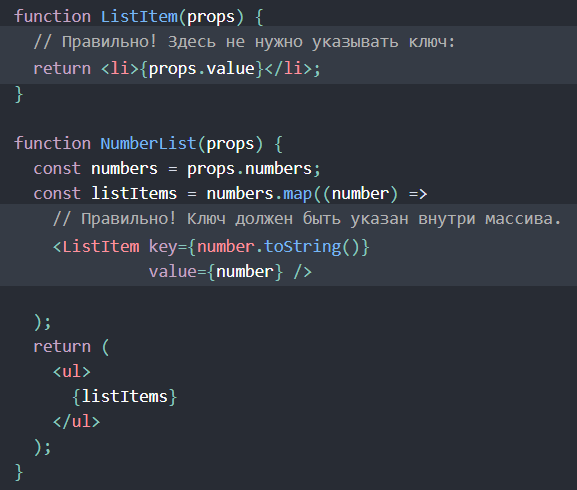 function ListItem(props) {
  // Правильно! Здесь не нужно указывать ключ:
  return <li>{props.value}</li>;
}

function NumberList(props) {
  const numbers = props.numbers;
  const listItems = numbers.map((number) =>
    // Правильно! Ключ должен быть указан внутри массива.
    <ListItem key={number.toString()}
              value={number} />

  );
  return (
    <ul>
      {listItems}
    </ul>
  );
}